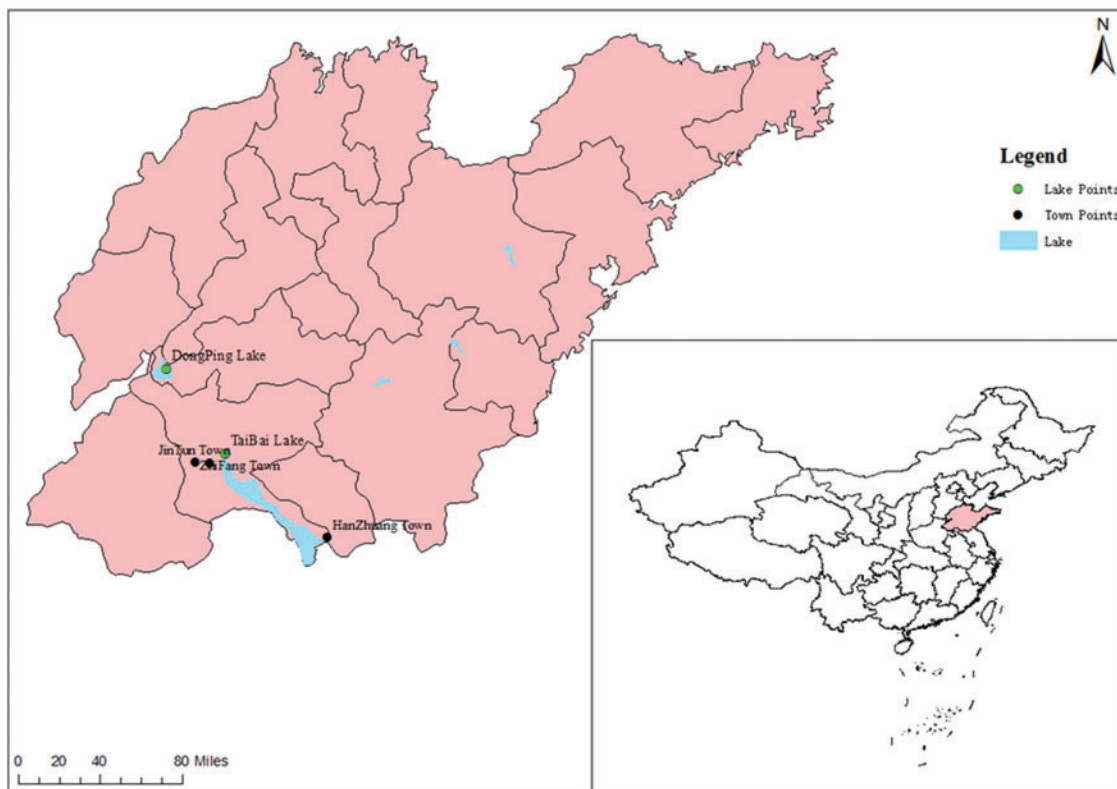 N
Legend
Lake Points
Town Points
Lake
DongPing Lake
TaiBai Lake
JinTun Town
ZhiFang Town
HanZhuang Town
0 20 40 80 Miles